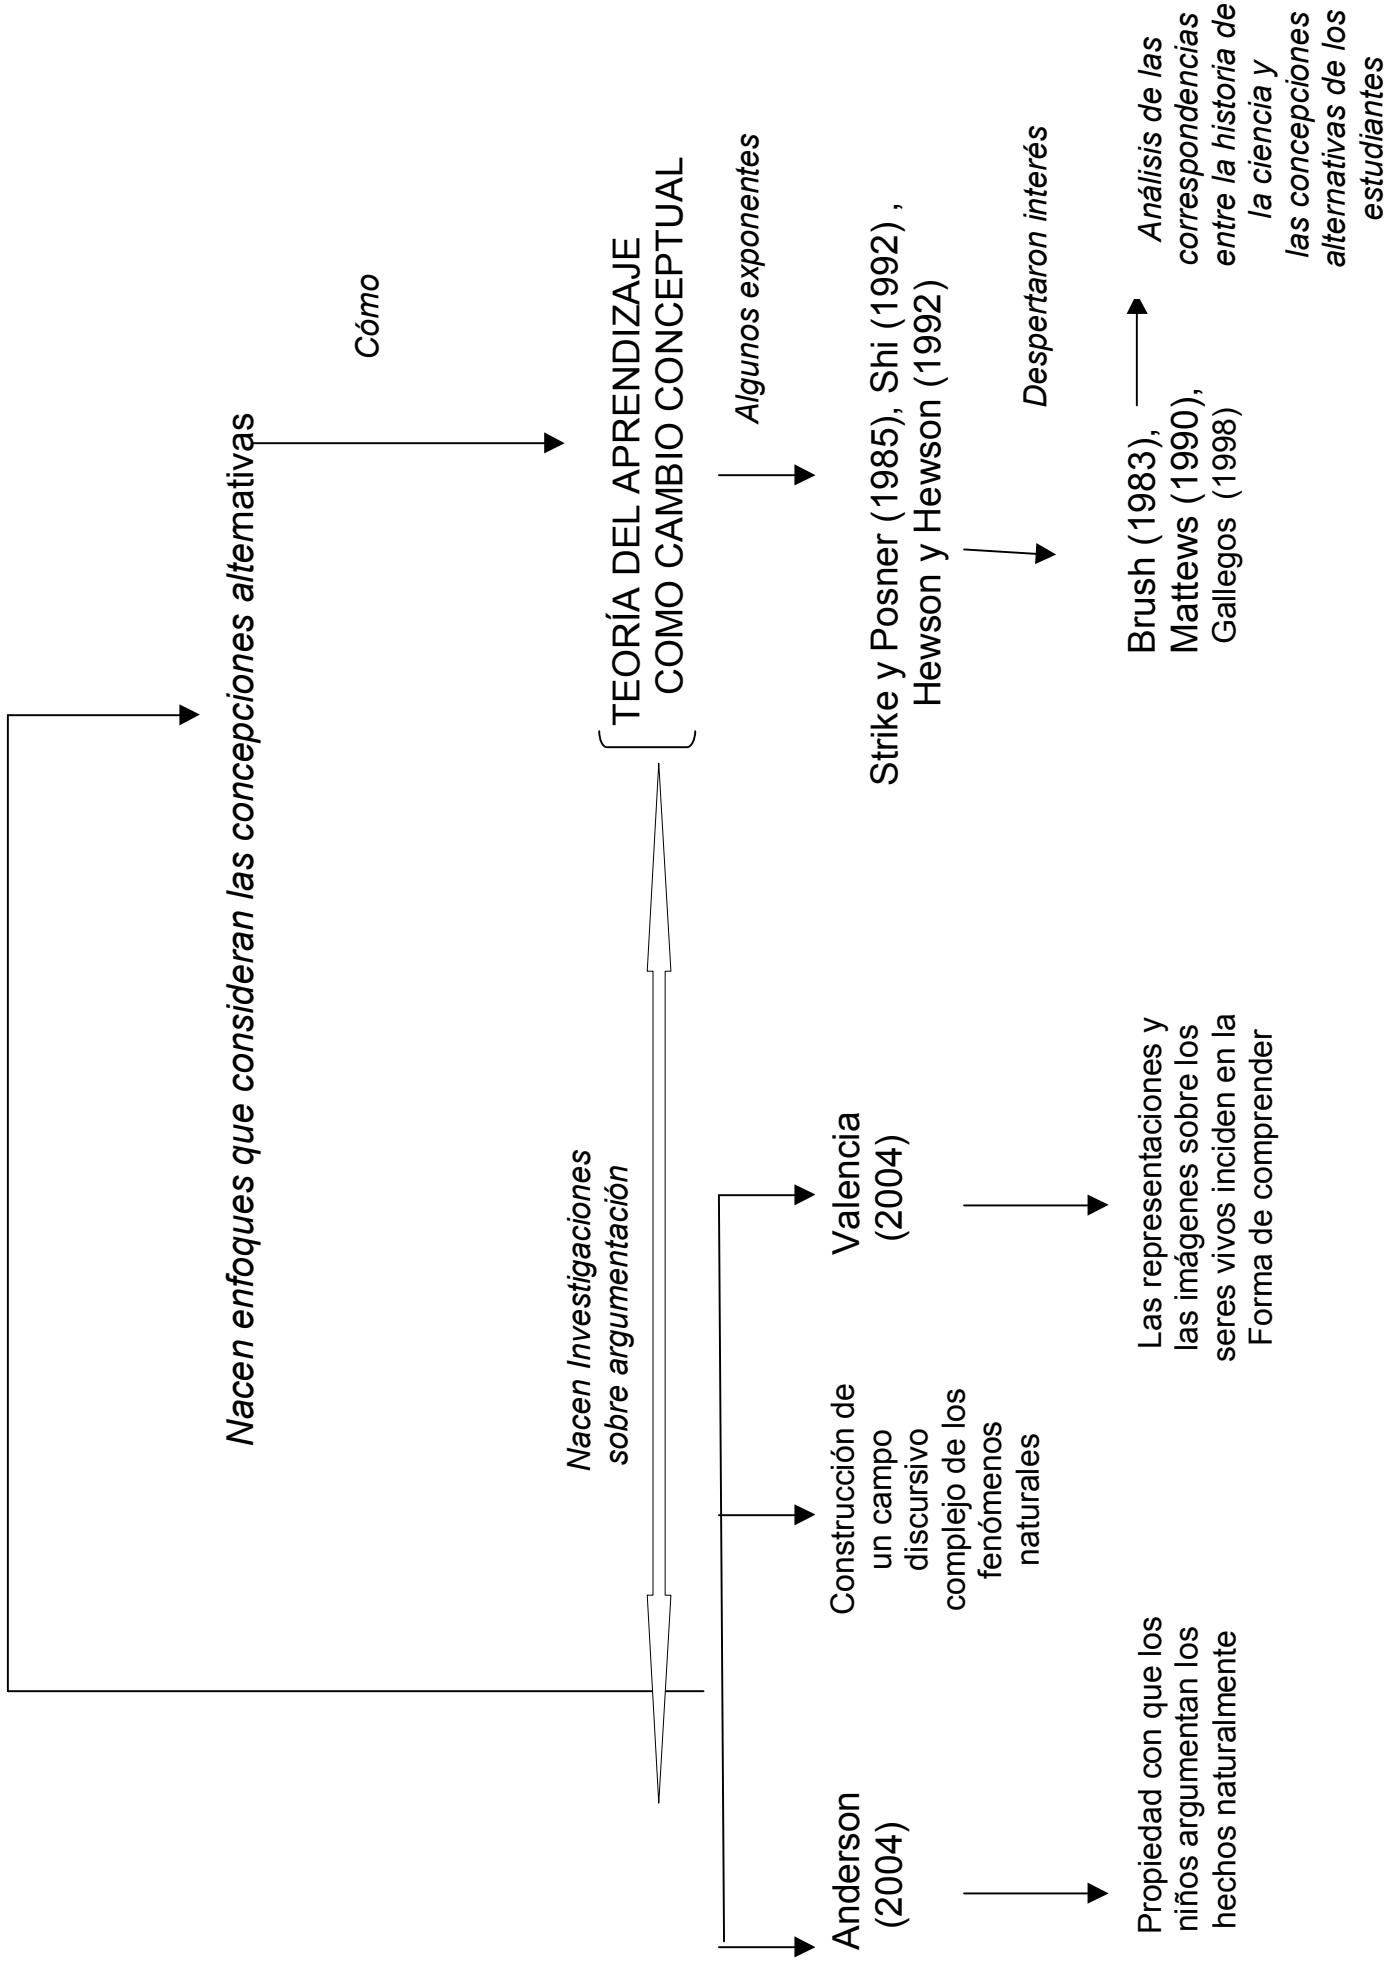 Nacen enfoques que consideran las concepciones alternativas
Cómo
Nacen Investigaciones
sobre argumentación
TEORÍA DEL APRENDIZAJE
COMO CAMBIO CONCEPTUAL
Algunos exponentes
Anderson
(2004)
Construcción de
un campo
discursivo
complejo de los
fenómenos
naturales
Valencia
(2004)
Strike y Posner (1985), Shi (1992) ,
Hewson y Hewson (1992)
Despertaron interés
Propiedad con que los
niños argumentan los
hechos naturalmente
Las representaciones y
las imágenes sobre los
seres vivos inciden en la
Forma de comprender
Brush (1983),
Mattews (1990),
Gallegos (1998)
Análisis de las
correspondencias
entre la historia de
la ciencia y
las concepciones
alternativas de los
estudiantes